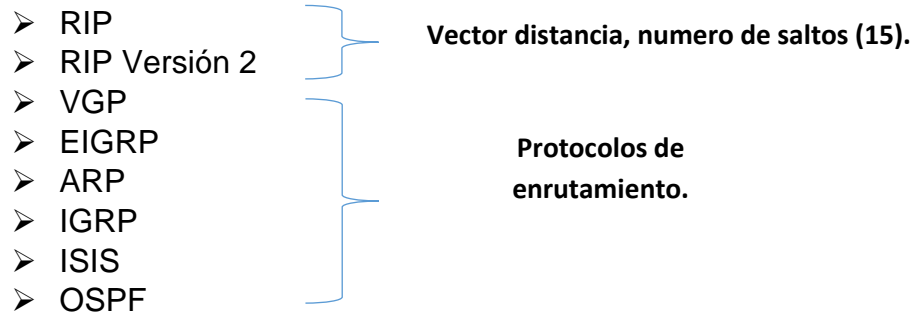 ➢ RIP
➢ RIP Versión 2
➢ VGP
➢ EIGRP
➢ ARP
➢ IGRP
➢ ISIS
➢ OSPF
Vector distancia, numero de saltos (15).
Protocolos de
enrutamiento.